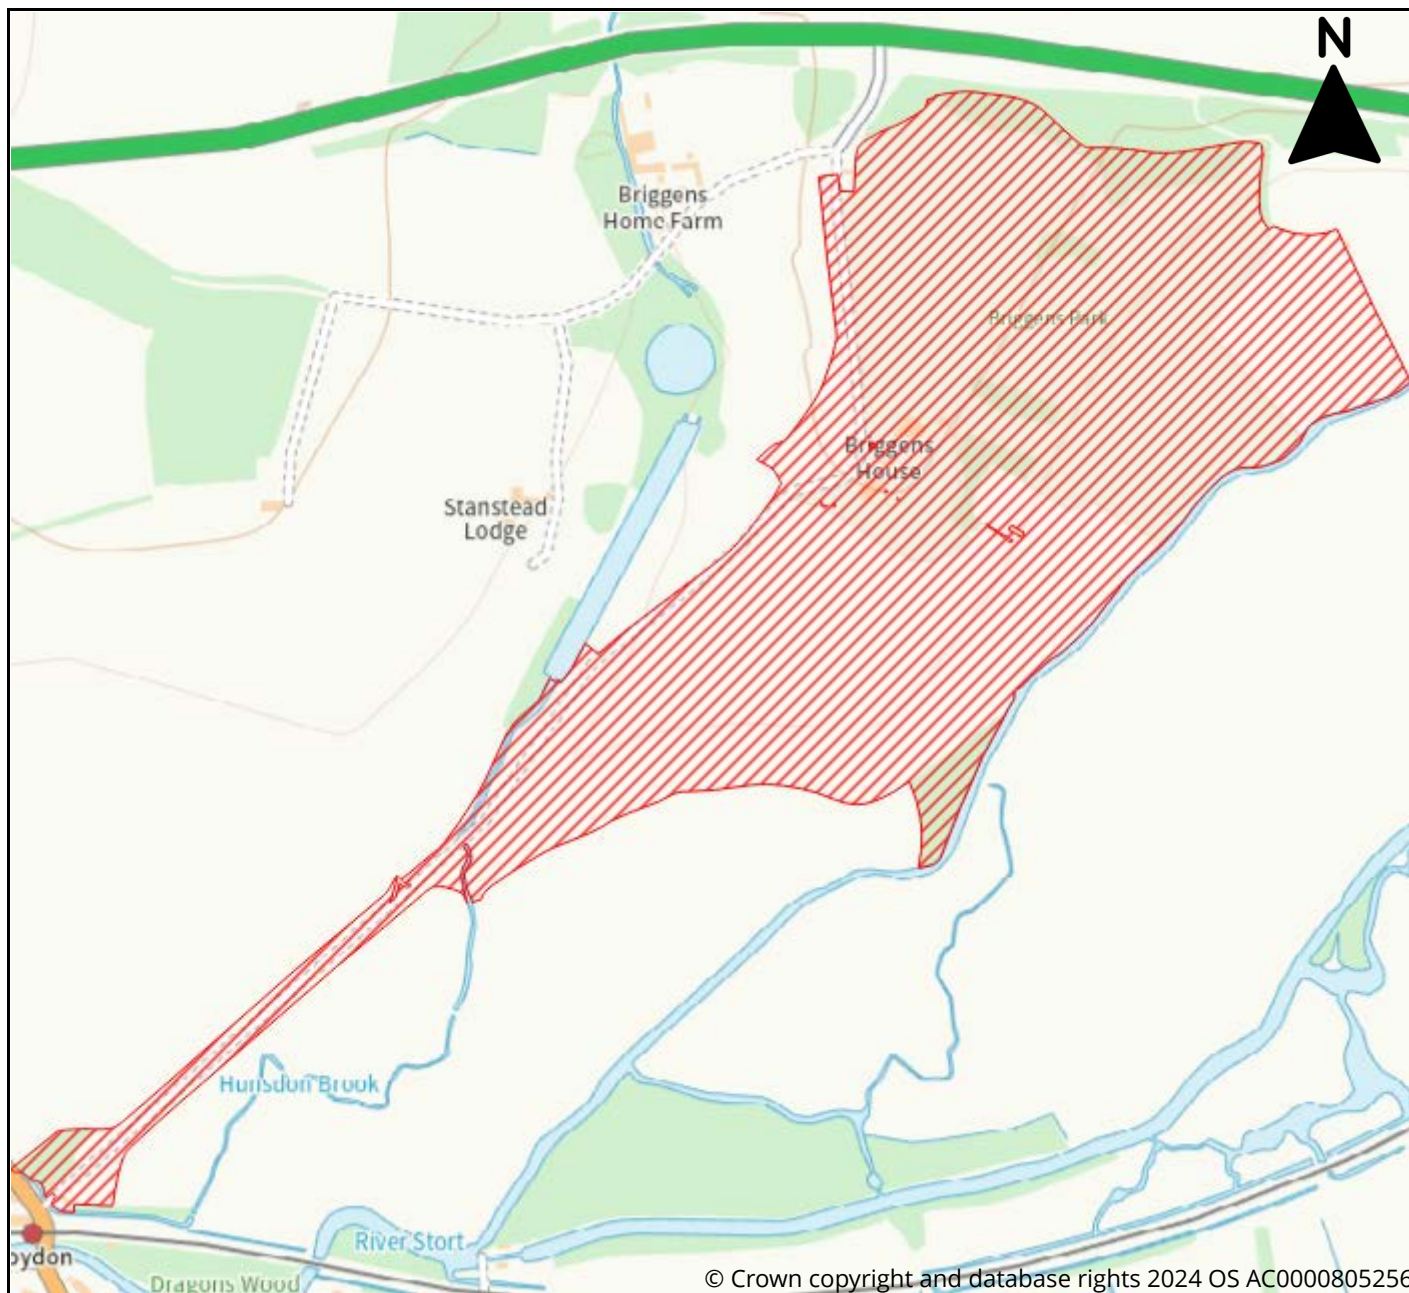 N
Briggens
Home Farm
Briggens Park
Briggens
House
Stanstead
Lodge
Hunsdon Brook
River Stort
oydon
Dragons Wood
© Crown copyright and database rights 2024 OS AC0000805256